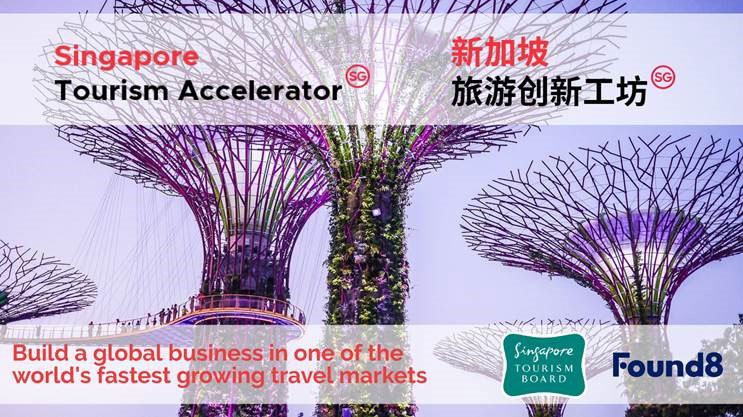 Singapore
Tourism Accelerator SG
新加坡
旅游创新工坊 SG
Build a global business in one of the
world's fastest growing travel markets
Singapore
TOURISM
BOARD
Found8